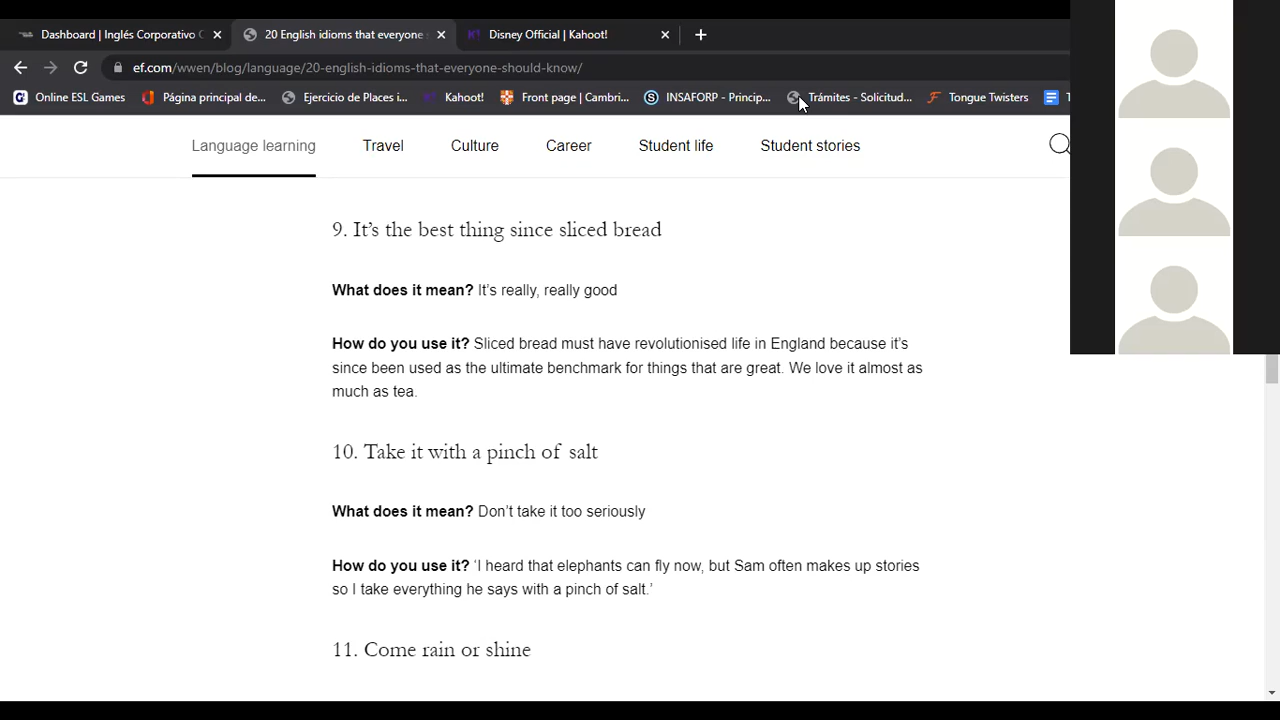 Dashboard | Inglés Corporativo
20 English idioms that everyone
Disney Official | Kahoot!
ef.com/wwen/blog/language/20-english-idioms-that-everyone-should-know/
Online ESL Games
Página principal de...
Ejercicio de Places i...
Kahoot!
Front page | Cambri...
INSAFORP - Princip...
Trámites - Solicitud...
Tongue Twisters
Language learning
Travel
Culture
Career
Student life
Student stories
9. It’s the best thing since sliced bread
What does it mean? It’s really, really good
How do you use it? Sliced bread must have revolutionised life in England because it’s
since been used as the ultimate benchmark for things that are great. We love it almost as
much as tea.
10. Take it with a pinch of salt
What does it mean? Don’t take it too seriously
How do you use it? ‘I heard that elephants can fly now, but Sam often makes up stories
so I take everything he says with a pinch of salt.’
11. Come rain or shine